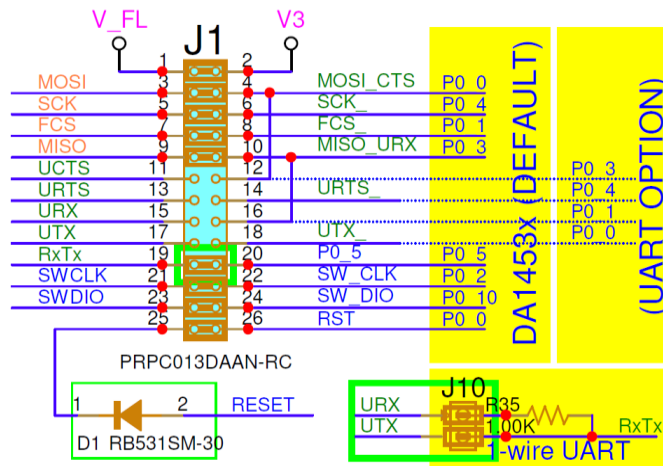 V_FL J1 V3
1 2
MOSI 3 4 MOSI_CTS P0_0
SCK 5 6 SCK_ P0_4
FCS 7 8 FCS_ P0_1
MISO 9 10 MISO_URX P0_3
UCTS 11 12 P0_3
URTS 13 14 URTS_ P0_4
URX 15 16 P0_1
UTX 17 18 UTX_ P0_0
RxTx 19 20 P0_5 P0_5
SWCLK 21 22 SW_CLK P0_2
SWDIO 23 24 SW_DIO P0_10
25 26 RST P0_0
DA1453x (DEFAULT)
(UART OPTION)
PRPC013DAAN-RC
1 2 RESET
D1 RB531SM-30
J10
URX R35
UTX 1.00K RxTx
1-wire UART